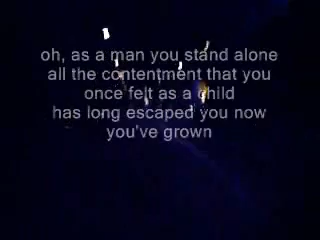 oh, as a man you stand alone
all the contentment that you
once felt as a child
has long escaped you now
you've grown